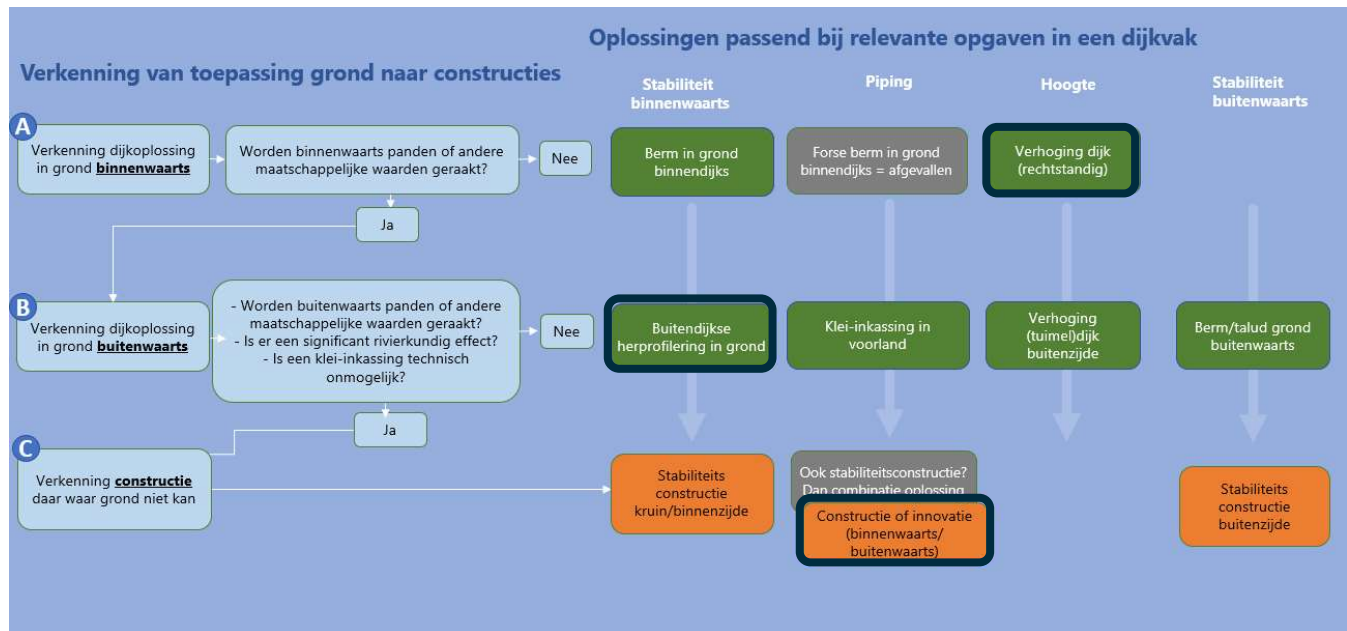 Oplossingen passend bij relevante opgaven in een dijkvak
Verkenning van toepassing grond naar constructies
Stabiliteit
binnenwaarts
Piping
Hoogte
Stabiliteit
buitenwaarts
A
Verkenning dijkoplossing
in grond binnenwaarts
Worden binnenwaarts panden of andere
maatschappelijke waarden geraakt?
Nee
Berm in grond
binnendijks
Forse berm in grond
binnendijks = afgevallen
Verhoging dijk
(rechtstandig)
Ja
B
Verkenning dijkoplossing
in grond buitenwaarts
- Worden buitenwaarts panden of andere
maatschappelijke waarden geraakt?
- Is er een significant rivierkundig effect?
- Is een klei-inkassing technisch
onmogelijk?
Nee
Buitendijkse
herprofilering in grond
Klei-inkassing in
voorland
Verhoging
(tuimel)dijk
buitenzijde
Berm/talud grond
buitenwaarts
Ja
C
Verkenning constructie
daar waar grond niet kan
Stabiliteits
constructie
kruin/binnenzijde
Ook stabiliteitsconstructie?
Dan combinatie oplossing
Constructie of innovatie
(binnenwaarts/
buitenwaarts)
Stabiliteits
constructie
buitenzijde